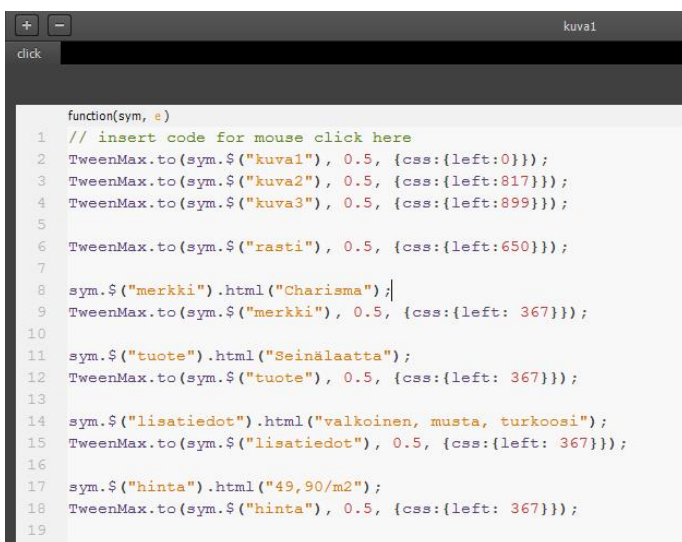 + − kuva1
click
function(sym, e)
1 // insert code for mouse click here
2 TweenMax.to(sym.$("kuva1"), 0.5, {css:{left:0}});
3 TweenMax.to(sym.$("kuva2"), 0.5, {css:{left:817}});
4 TweenMax.to(sym.$("kuva3"), 0.5, {css:{left:899}});
5
6 TweenMax.to(sym.$("rasti"), 0.5, {css:{left:650}});
7
8 sym.$("merkki").html("Charisma");
9 TweenMax.to(sym.$("merkki"), 0.5, {css:{left: 367}});
10
11 sym.$("tuote").html("Seinälaatta");
12 TweenMax.to(sym.$("tuote"), 0.5, {css:{left: 367}});
13
14 sym.$("lisatiedot").html("valkoinen, musta, turkoosi");
15 TweenMax.to(sym.$("lisatiedot"), 0.5, {css:{left: 367}});
16
17 sym.$("hinta").html("49,90/m2");
18 TweenMax.to(sym.$("hinta"), 0.5, {css:{left: 367}});
19